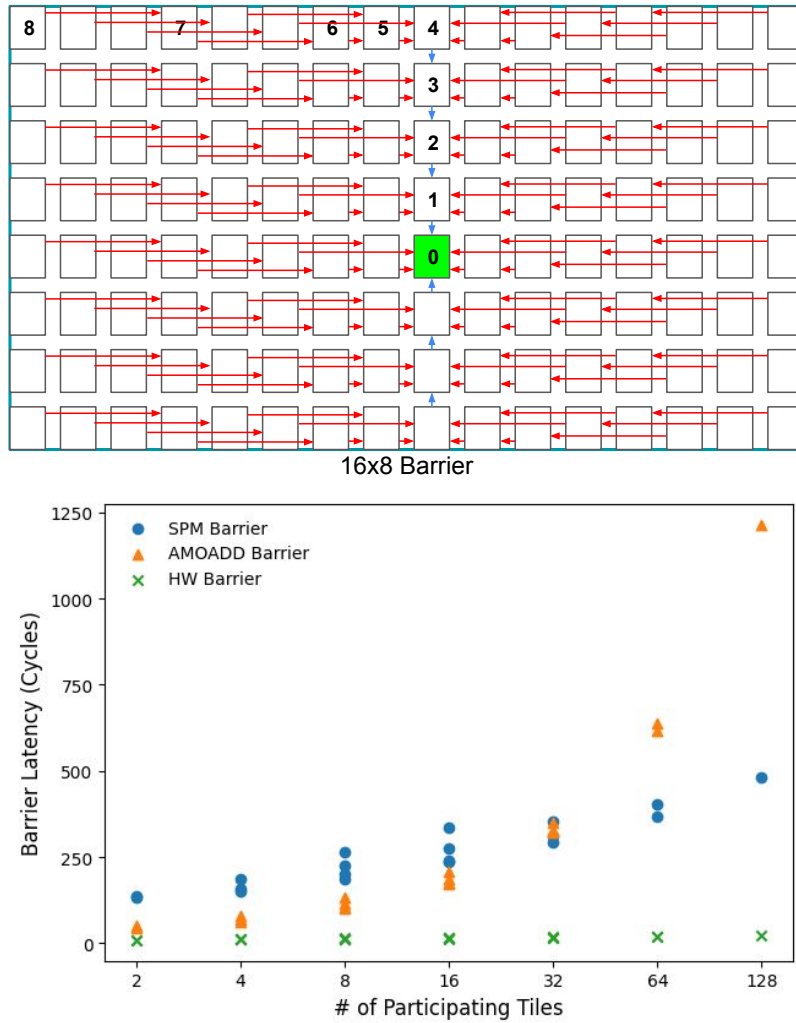 8 7 6 5 4
3
2
1
0
16x8 Barrier
1250
1000
750
500
250
0
Barrier Latency (Cycles)
SPM Barrier
AMOADD Barrier
HW Barrier
2 4 8 16 32 64 128
# of Participating Tiles